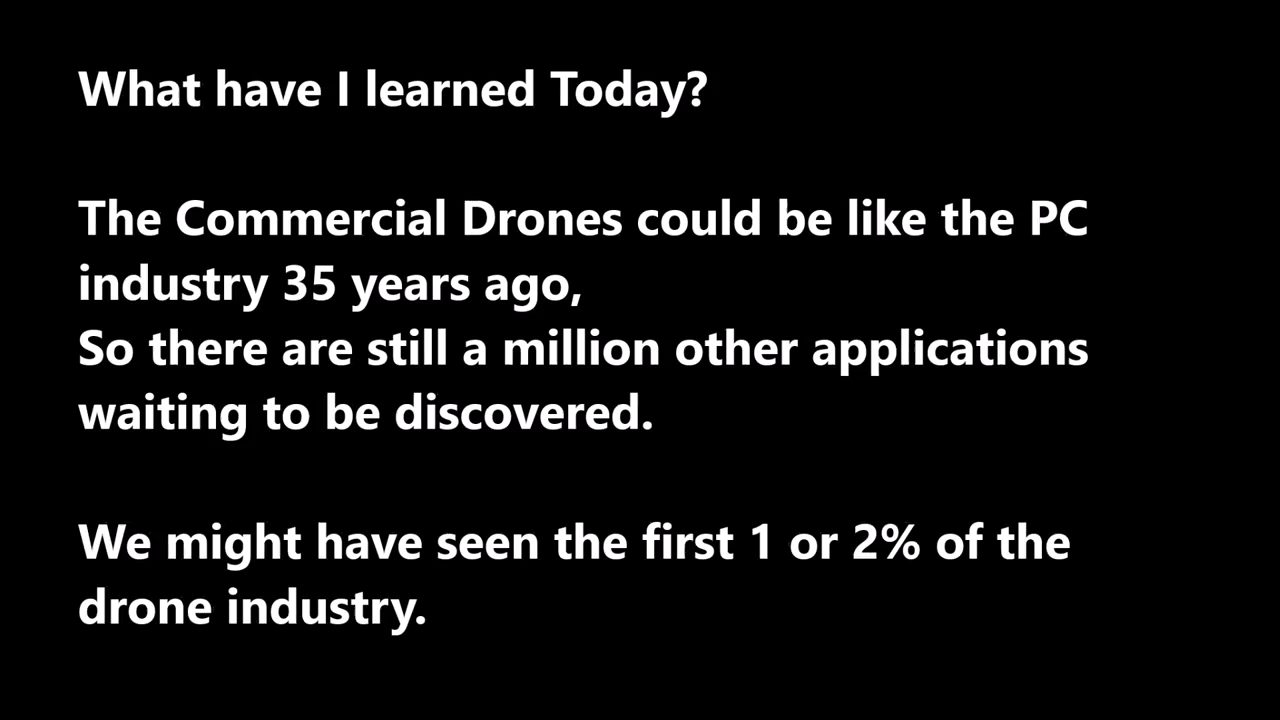 What have I learned Today?
The Commercial Drones could be like the PC
industry 35 years ago,
So there are still a million other applications
waiting to be discovered.
We might have seen the first 1 or 2% of the
drone industry.